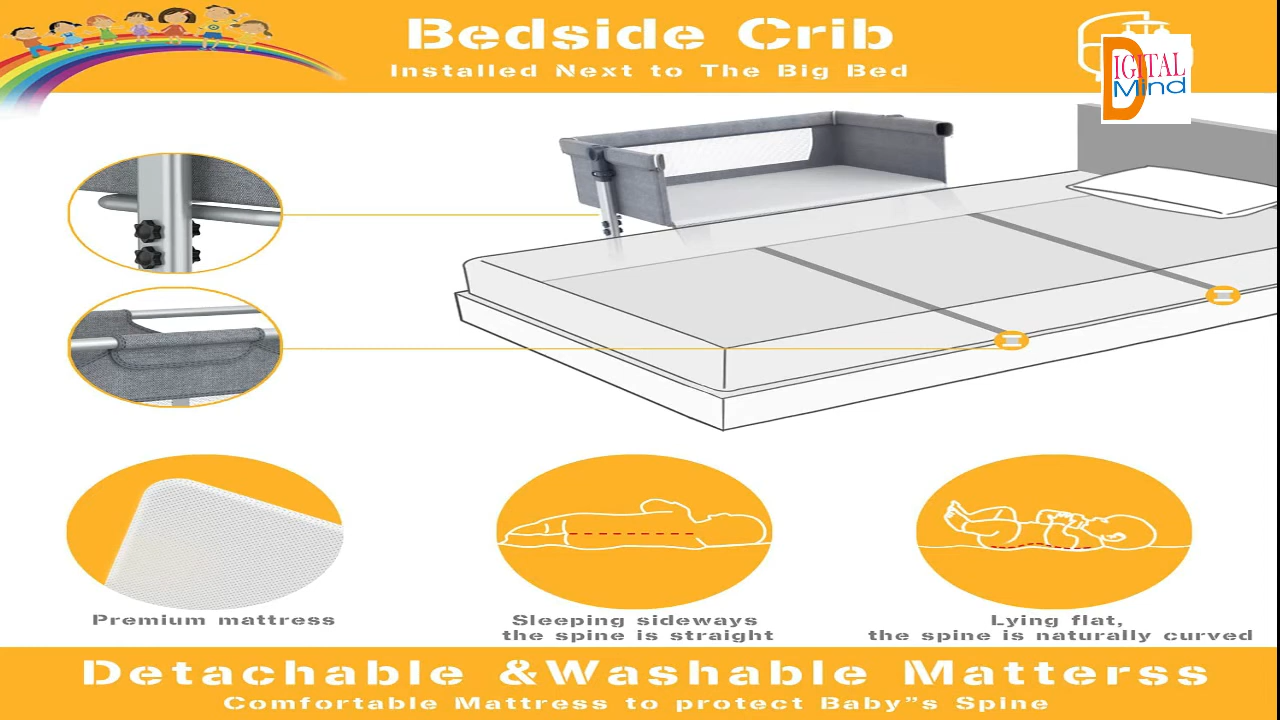 Bedside Crib
Installed Next to The Big Bed
DIGITAL
Mind
Premium mattress
Sleeping sideways
the spine is straight
Lying flat,
the spine is naturally curved
Detachable &Washable Matterss
Comfortable Mattress to protect Baby”s Spine